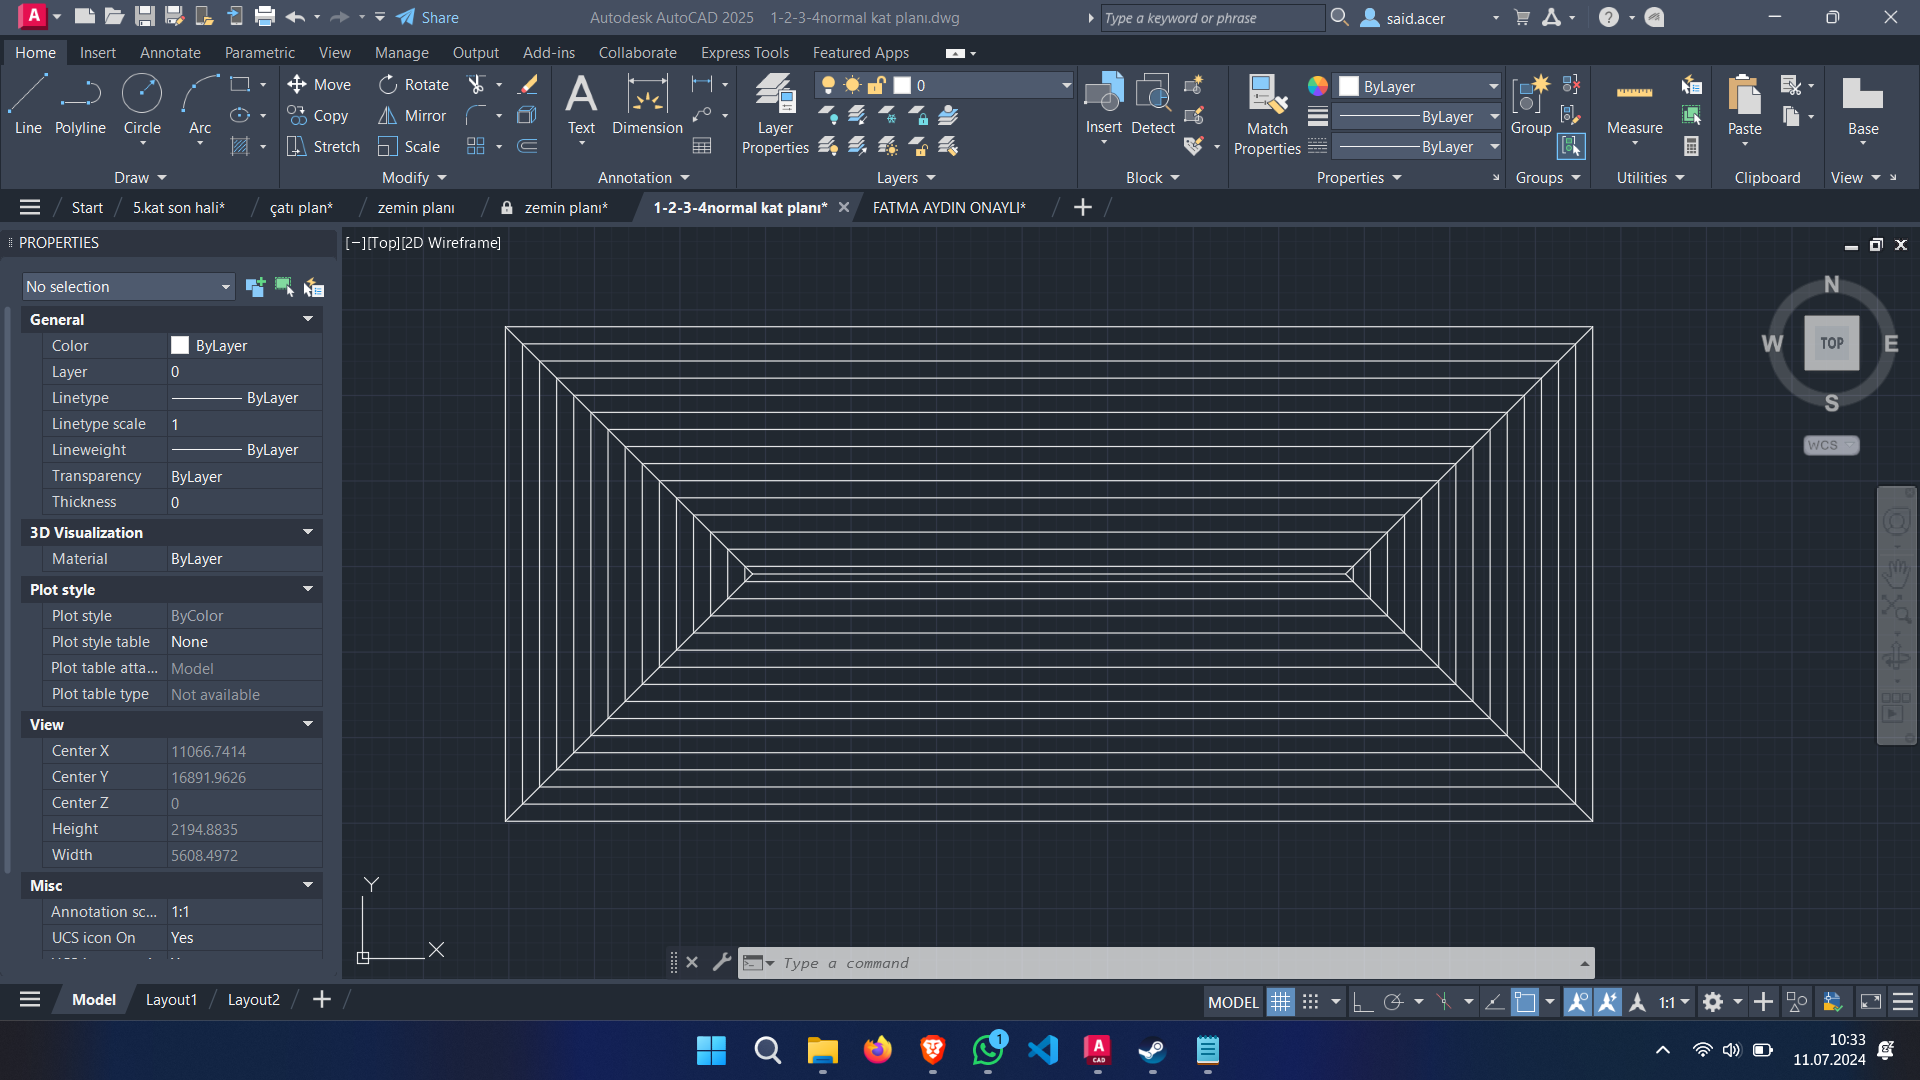 Share
Autodesk AutoCAD 2025 1-2-3-4normal kat planı.dwg
Type a keyword or phrase
said.acer
Home Insert Annotate Parametric View Manage Output Add-ins Collaborate Express Tools Featured Apps
Line Polyline Circle Arc
Draw
Move Rotate
Copy Mirror
Stretch Scale
Modify
Text Dimension
Annotation
Layer Properties
0
Layers
Insert Detect
Block
Match Properties
ByLayer
ByLayer
ByLayer
Properties
Group
Groups
Measure
Utilities
Paste
Clipboard
Base
View
Start 5.kat son hali* çatı plan* zemin planı zemin planı* 1-2-3-4normal kat planı* FATMA AYDIN ONAYLI*
PROPERTIES
No selection
General
Color ByLayer
Layer 0
Linetype ByLayer
Linetype scale 1
Lineweight ByLayer
Transparency ByLayer
Thickness 0
3D Visualization
Material ByLayer
Plot style
Plot style ByColor
Plot style table None
Plot table atta... Model
Plot table type Not available
View
Center X 11066.7414
Center Y 16891.9626
Center Z 0
Height 2194.8835
Width 5608.4972
Misc
Annotation sc... 1:1
UCS icon On Yes
[−][Top][2D Wireframe]
N
W TOP E
S
WCS
Y
X
Type a command
Model Layout1 Layout2
MODEL 1:1
1
A
CAD
10:33
11.07.2024